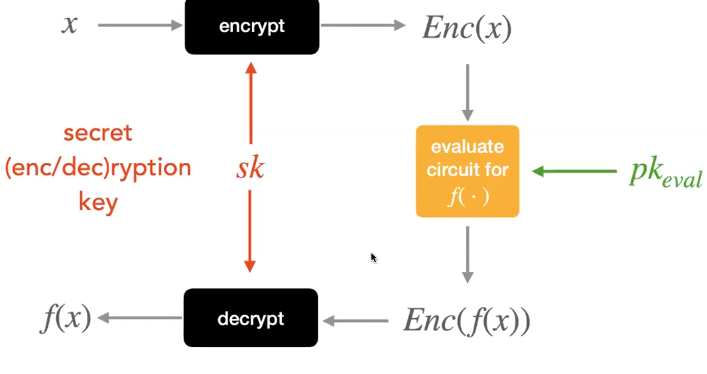 x
encrypt
Enc(x)
secret
(enc/dec)ryption
key
sk
evaluate
circuit for
f( · )
pk_eval
f(x)
decrypt
Enc(f(x))